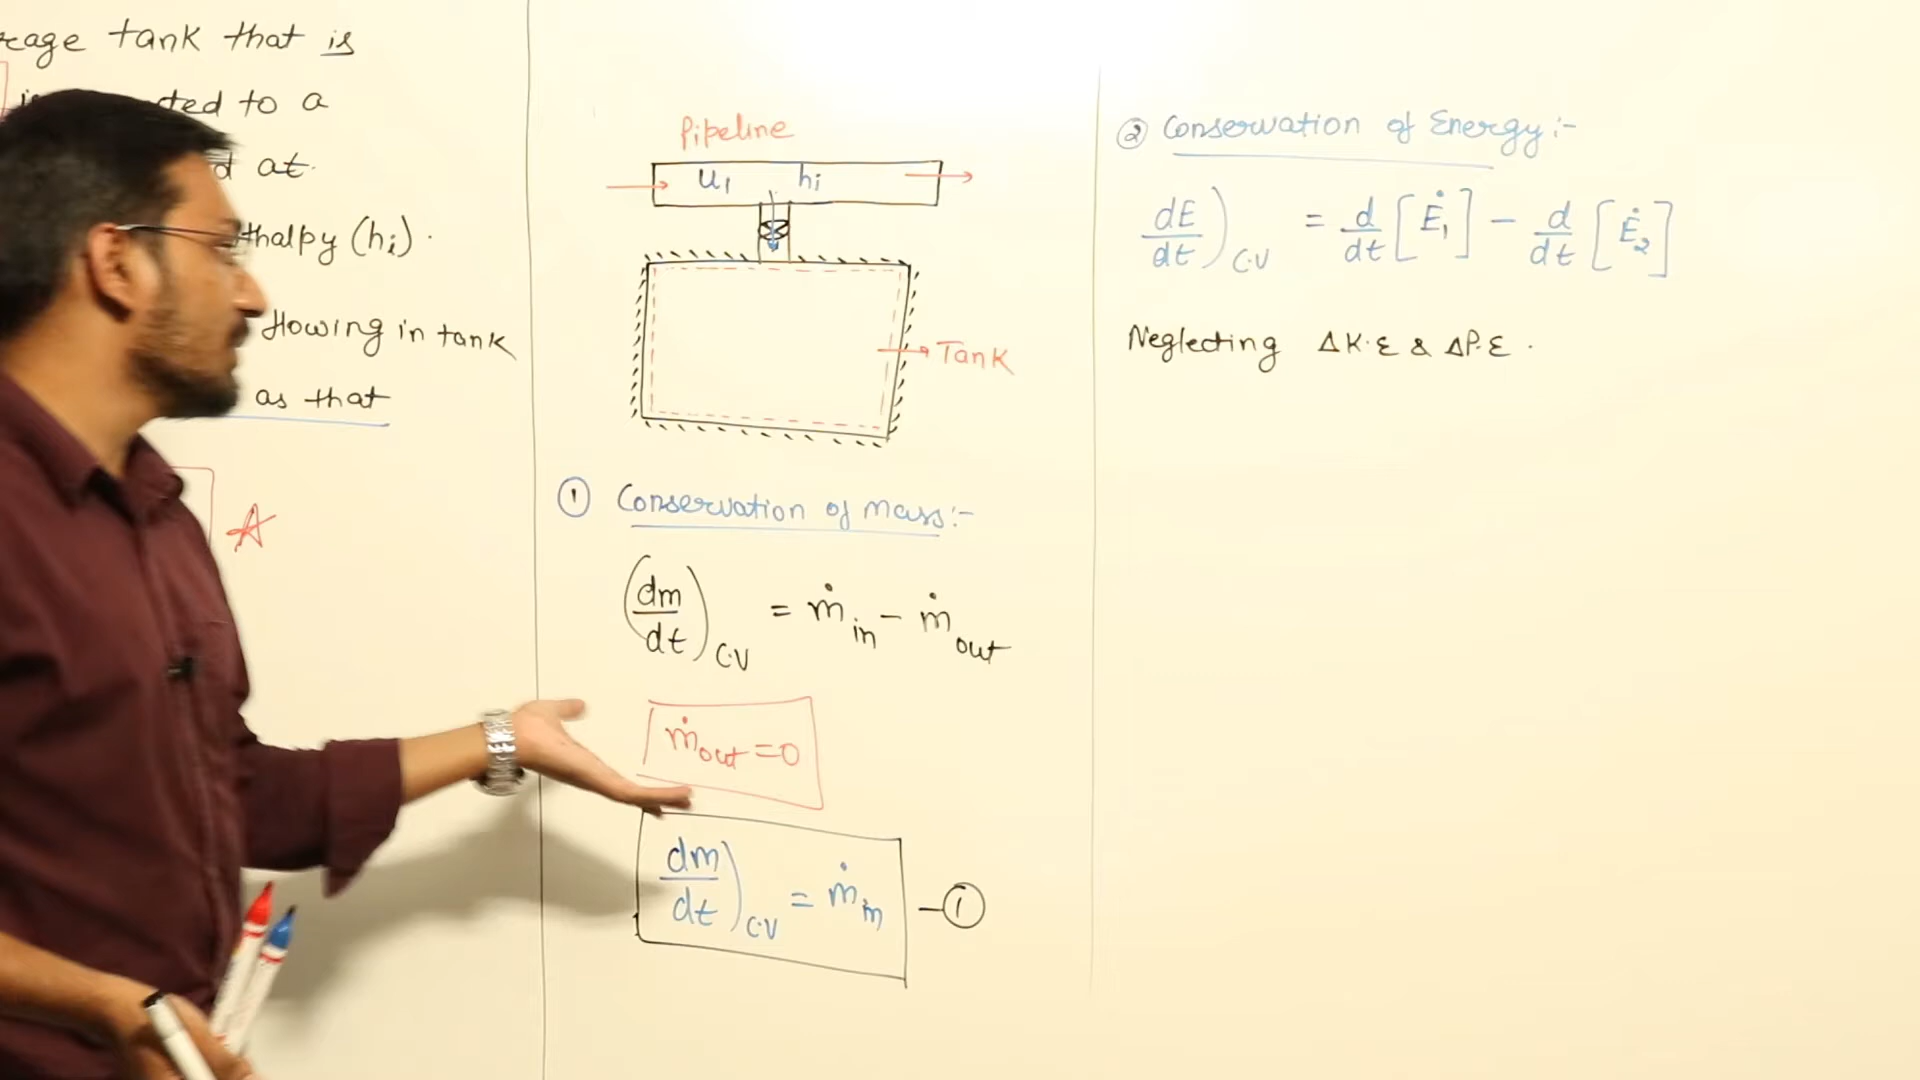 tank that is
to a
at.
(hi).
flowing in tank
as that
A
Pipeline
u1 hi
Tank
① Conservation of mass:-
(dm/dt)C.V = ṁin - ṁout
ṁout = 0
dm/dt)C.V = ṁin —①
② Conservation of Energy:-
dE/dt)C.V = d/dt [Ė1] - d/dt [Ė2]
Neglecting ΔK.E & ΔP.E.